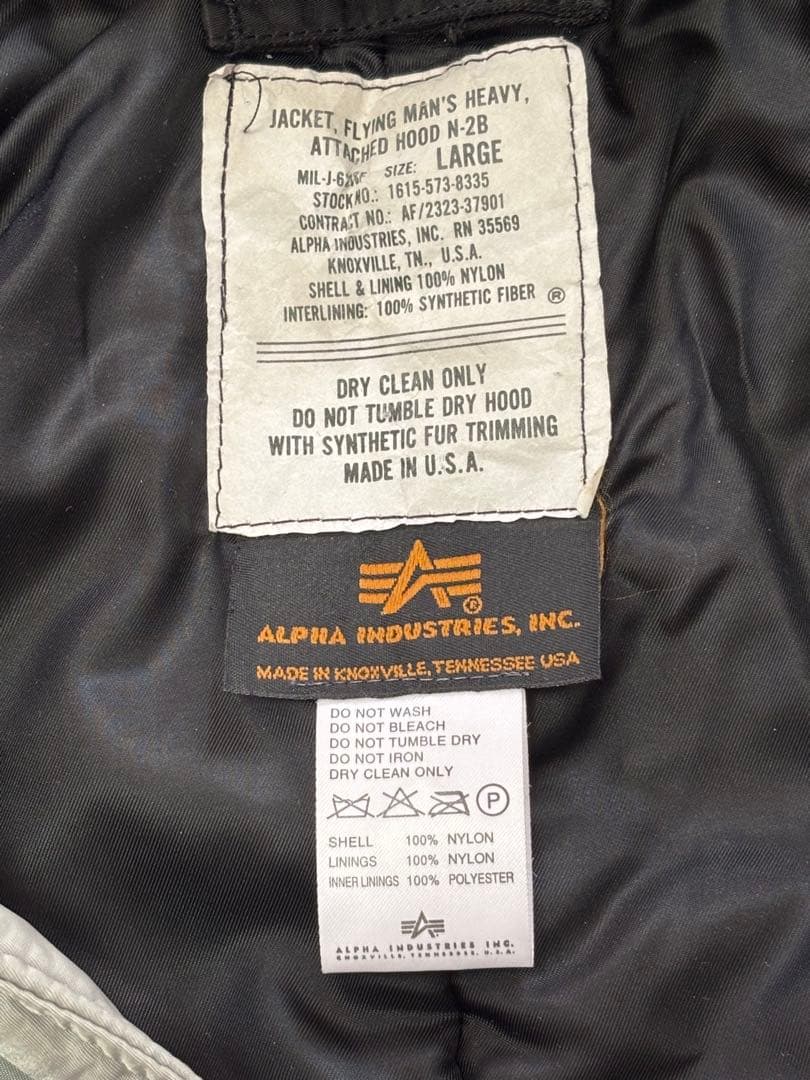 JACKET, FLYING MAN'S HEAVY,
ATTACHED HOOD N-2B
SIZE: LARGE
STOCK NO.: 1615-573-8335
CONTRACT NO.: AF/2323-37901
ALPHA INDUSTRIES, INC. RN 35569
KNOXVILLE, TN., U.S.A.
SHELL & LINING 100% NYLON
INTERLINING: 100% SYNTHETIC FIBER ®
DRY CLEAN ONLY
DO NOT TUMBLE DRY HOOD
WITH SYNTHETIC FUR TRIMMING
MADE IN U.S.A.
®
ALPHA INDUSTRIES, INC.
MADE IN KNOXVILLE, TENNESSEE USA
DO NOT WASH
DO NOT BLEACH
DO NOT TUMBLE DRY
DO NOT IRON
DRY CLEAN ONLY
P
SHELL 100% NYLON
LININGS 100% NYLON
INNER LININGS 100% POLYESTER
ALPHA INDUSTRIES INC.
KNOXVILLE, TENNESSEE, U.S.A.